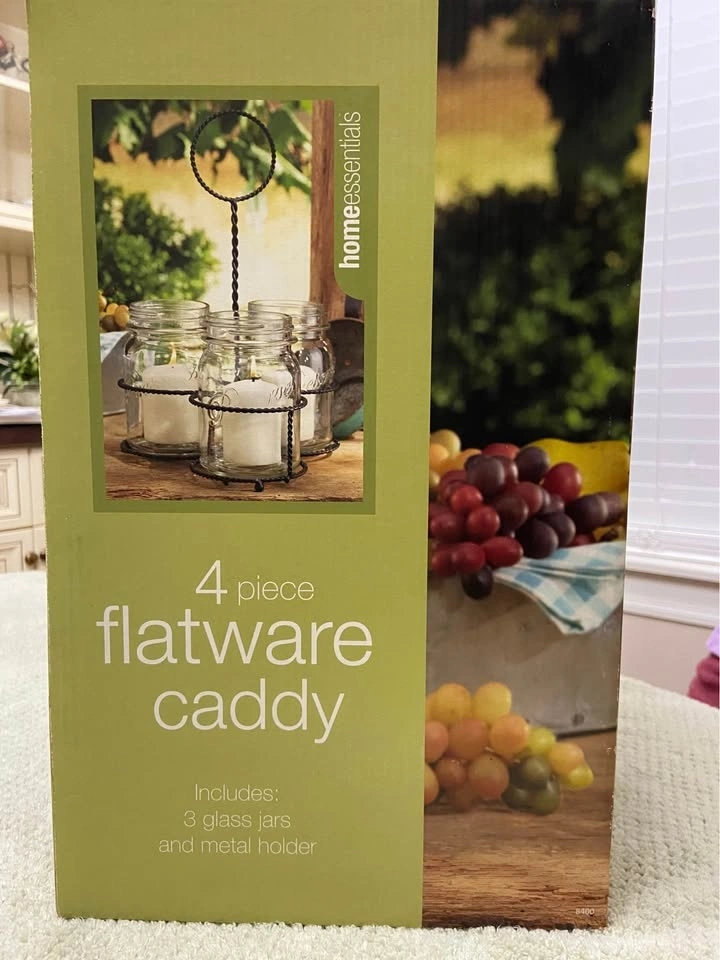 homeessentials
4 piece
flatware
caddy
Includes:
3 glass jars
and metal holder